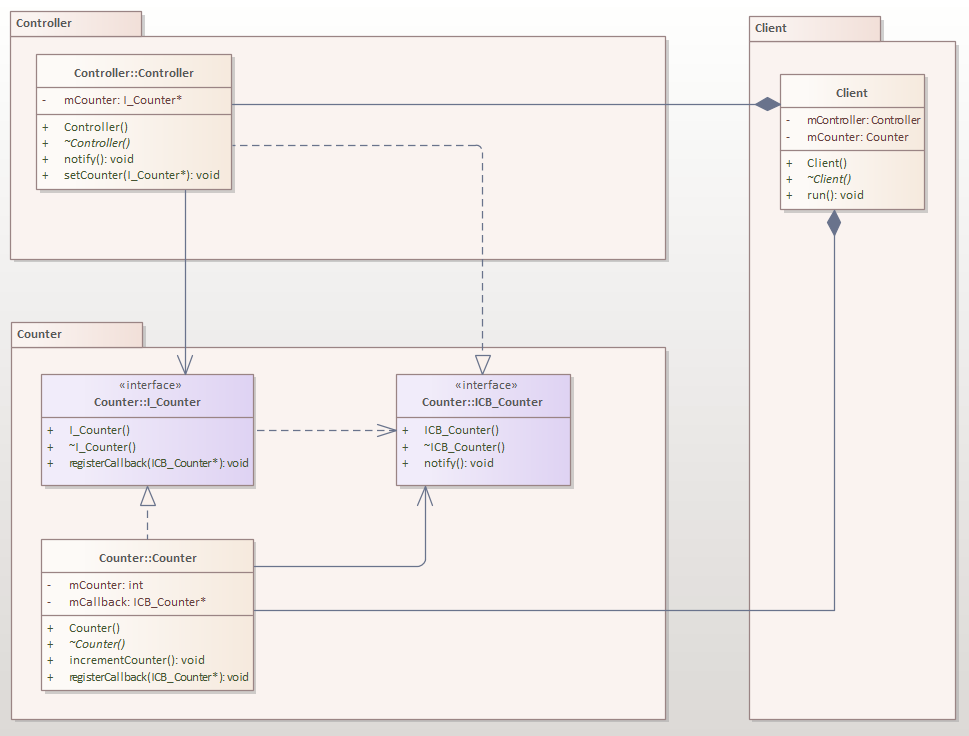 Controller
Controller::Controller
- mCounter: I_Counter*
+ Controller()
+ ~Controller()
+ notify(): void
+ setCounter(I_Counter*): void
Client
Client
- mController: Controller
- mCounter: Counter
+ Client()
+ ~Client()
+ run(): void
Counter
«interface»
Counter::I_Counter
+ I_Counter()
+ ~I_Counter()
+ registerCallback(ICB_Counter*): void
«interface»
Counter::ICB_Counter
+ ICB_Counter()
+ ~ICB_Counter()
+ notify(): void
Counter::Counter
- mCounter: int
- mCallback: ICB_Counter*
+ Counter()
+ ~Counter()
+ incrementCounter(): void
+ registerCallback(ICB_Counter*): void